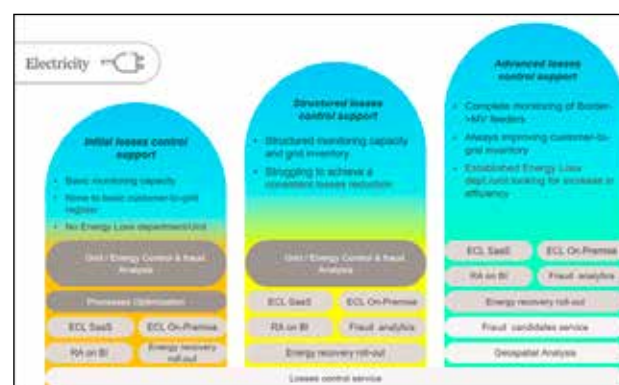 Electricity
Initial losses control
support
• Basic monitoring capacity
• None to basic customer-to-grid
register
• No Energy Loss department/Unit
Grid / Energy Control & fraud
Analysis
Processes Optimization
ECL SaaS
ECL On-Premise
RA on BI
Energy recovery
roll-out
Structured losses
control support
• Structured monitoring capacity
and grid inventory
• Struggling to achieve a
consistent losses reduction
Grid / Energy Control & fraud
Analysis
ECL SaaS
ECL On-Premise
RA on BI
Fraud analytics
Energy recovery roll-out
Advanced losses
control support
• Complete monitoring of Border-
>MV feeders
• Always improving customer-to-
grid inventory
• Established Energy Loss
dept./unit looking for increase in
efficiency
ECL SaaS
ECL On-Premise
RA on BI
Fraud analytics
Energy recovery roll-out
Fraud candidates service
Geospatial Analysis
Losses control service